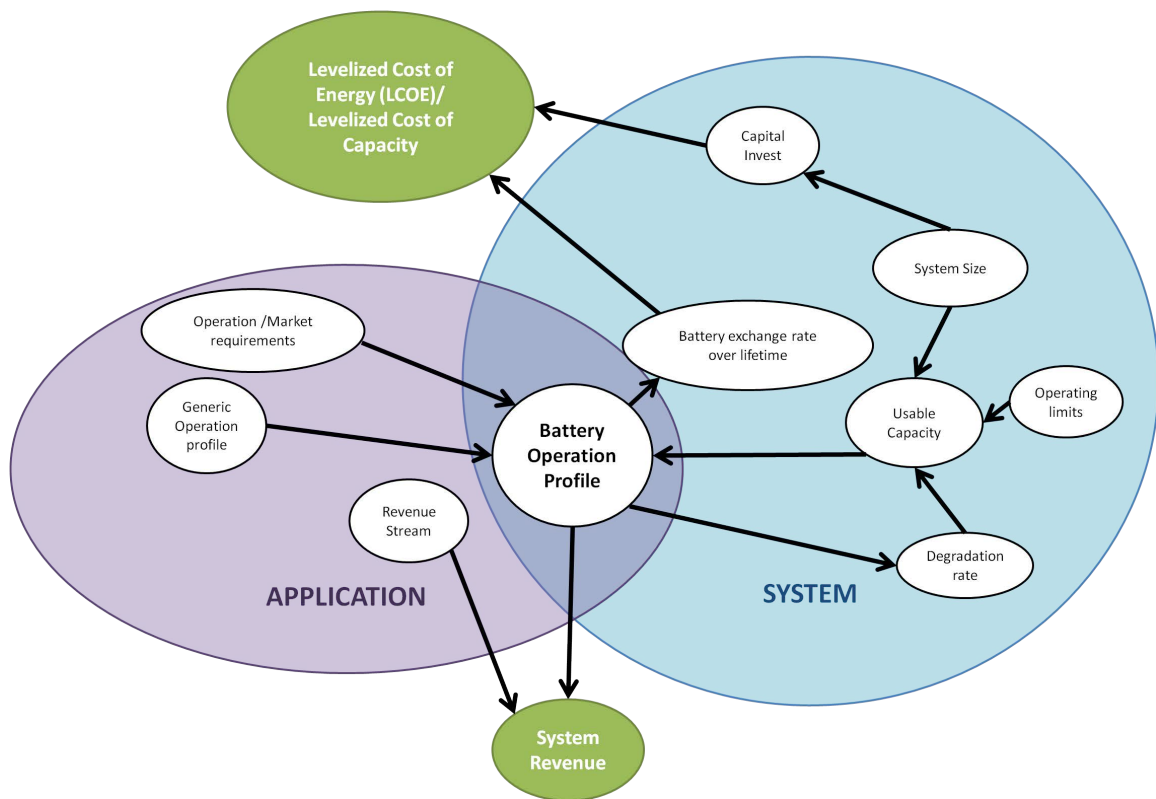 Levelized Cost of
Energy (LCOE)/
Levelized Cost of
Capacity
Capital
Invest
System Size
Operation /Market
requirements
Battery exchange rate
over lifetime
Generic
Operation
profile
Usable
Capacity
Operating
limits
Battery
Operation
Profile
Revenue
Stream
Degradation
rate
APPLICATION
SYSTEM
System
Revenue